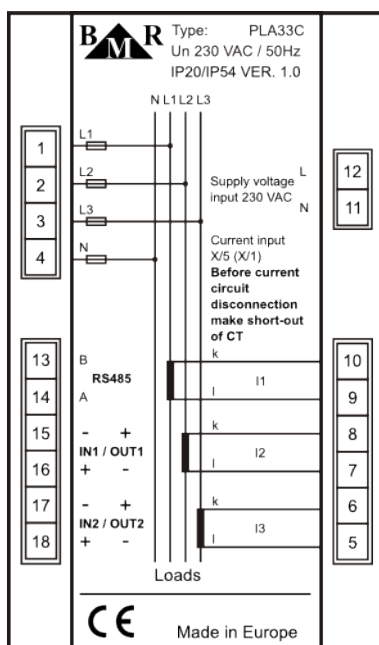 BMR
Type: PLA33C
Un 230 VAC / 50Hz
IP20/IP54 VER. 1.0
N L1 L2 L3
1 L1
2 L2
3 L3
4 N
Supply voltage L 12
input 230 VAC N 11
Current input
X/5 (X/1)
Before current
circuit
disconnection
make short-out
of CT
13 B
RS485
14 A
15 - +
IN1 / OUT1
16 + -
17 - +
IN2 / OUT2
18 + -
k 10
I1
l 9
k 8
I2
l 7
k 6
I3
l 5
Loads
CE Made in Europe